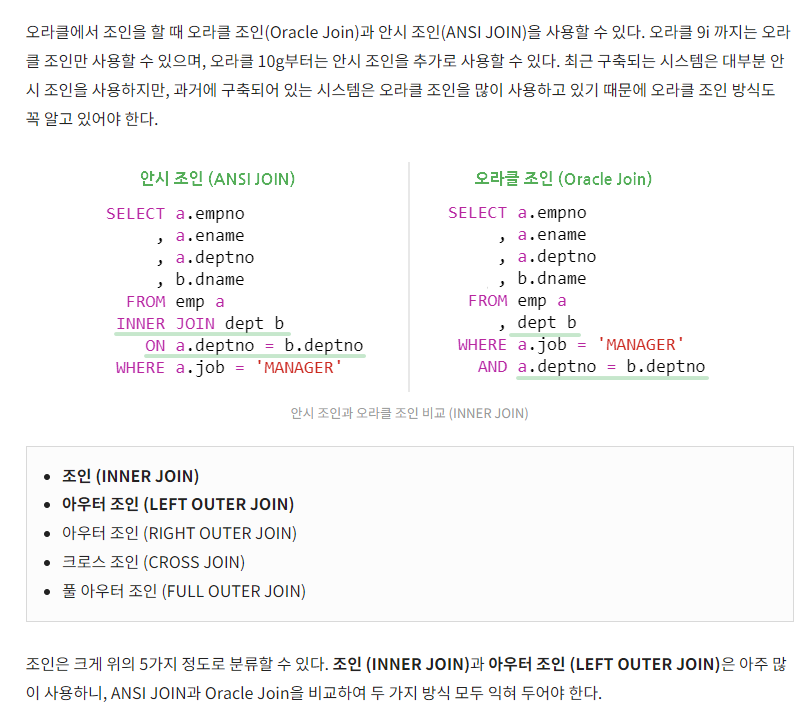 오라클에서 조인을 할 때 오라클 조인(Oracle Join)과 안시 조인(ANSI JOIN)을 사용할 수 있다. 오라클 9i 까지는 오라
클 조인만 사용할 수 있으며, 오라클 10g부터는 안시 조인을 추가로 사용할 수 있다. 최근 구축되는 시스템은 대부분 안
시 조인을 사용하지만, 과거에 구축되어 있는 시스템은 오라클 조인을 많이 사용하고 있기 때문에 오라클 조인 방식도
꼭 알고 있어야 한다.
안시 조인 (ANSI JOIN)
SELECT a.empno
, a.ename
, a.deptno
, b.dname
FROM emp a
INNER JOIN dept b
ON a.deptno = b.deptno
WHERE a.job = 'MANAGER'
오라클 조인 (Oracle Join)
SELECT a.empno
, a.ename
, a.deptno
, b.dname
FROM emp a
, dept b
WHERE a.job = 'MANAGER'
AND a.deptno = b.deptno
안시 조인과 오라클 조인 비교 (INNER JOIN)
• 조인 (INNER JOIN)
• 아우터 조인 (LEFT OUTER JOIN)
• 아우터 조인 (RIGHT OUTER JOIN)
• 크로스 조인 (CROSS JOIN)
• 풀 아우터 조인 (FULL OUTER JOIN)
조인은 크게 위의 5가지 정도로 분류할 수 있다. 조인 (INNER JOIN)과 아우터 조인 (LEFT OUTER JOIN)은 아주 많
이 사용하니, ANSI JOIN과 Oracle Join을 비교하여 두 가지 방식 모두 익혀 두어야 한다.